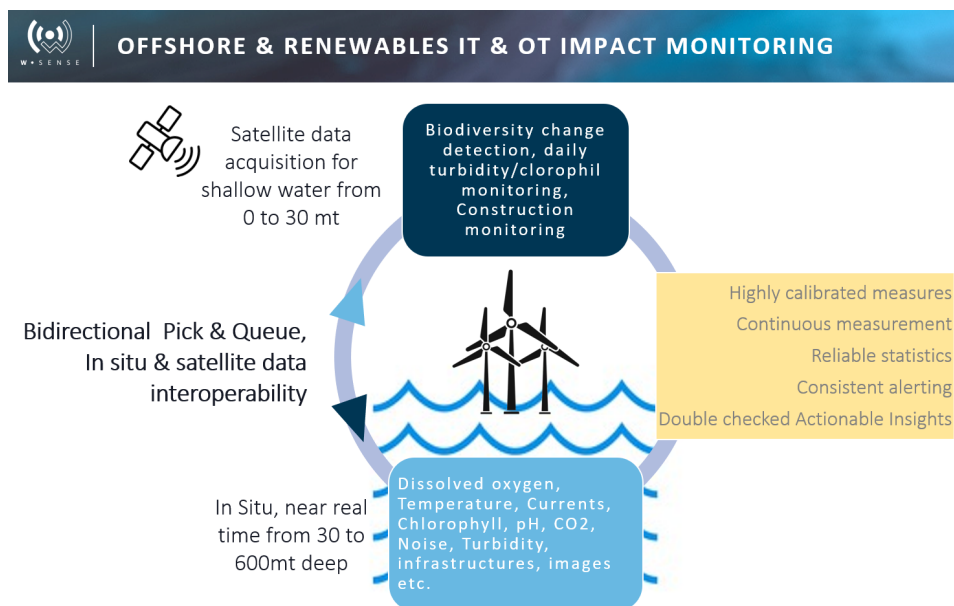 W•SENSE
OFFSHORE & RENEWABLES IT & OT IMPACT MONITORING
Satellite data
acquisition for
shallow water from
0 to 30 mt
Biodiversity change
detection, daily
turbidity/clorophil
monitoring,
Construction
monitoring
Bidirectional Pick & Queue,
In situ & satellite data
interoperability
Highly calibrated measures
Continuous measurement
Reliable statistics
Consistent alerting
Double checked Actionable Insights
In Situ, near real
time from 30 to
600mt deep
Dissolved oxygen,
Temperature, Currents,
Chlorophyll, pH, CO2,
Noise, Turbidity,
infrastructures, images
etc.